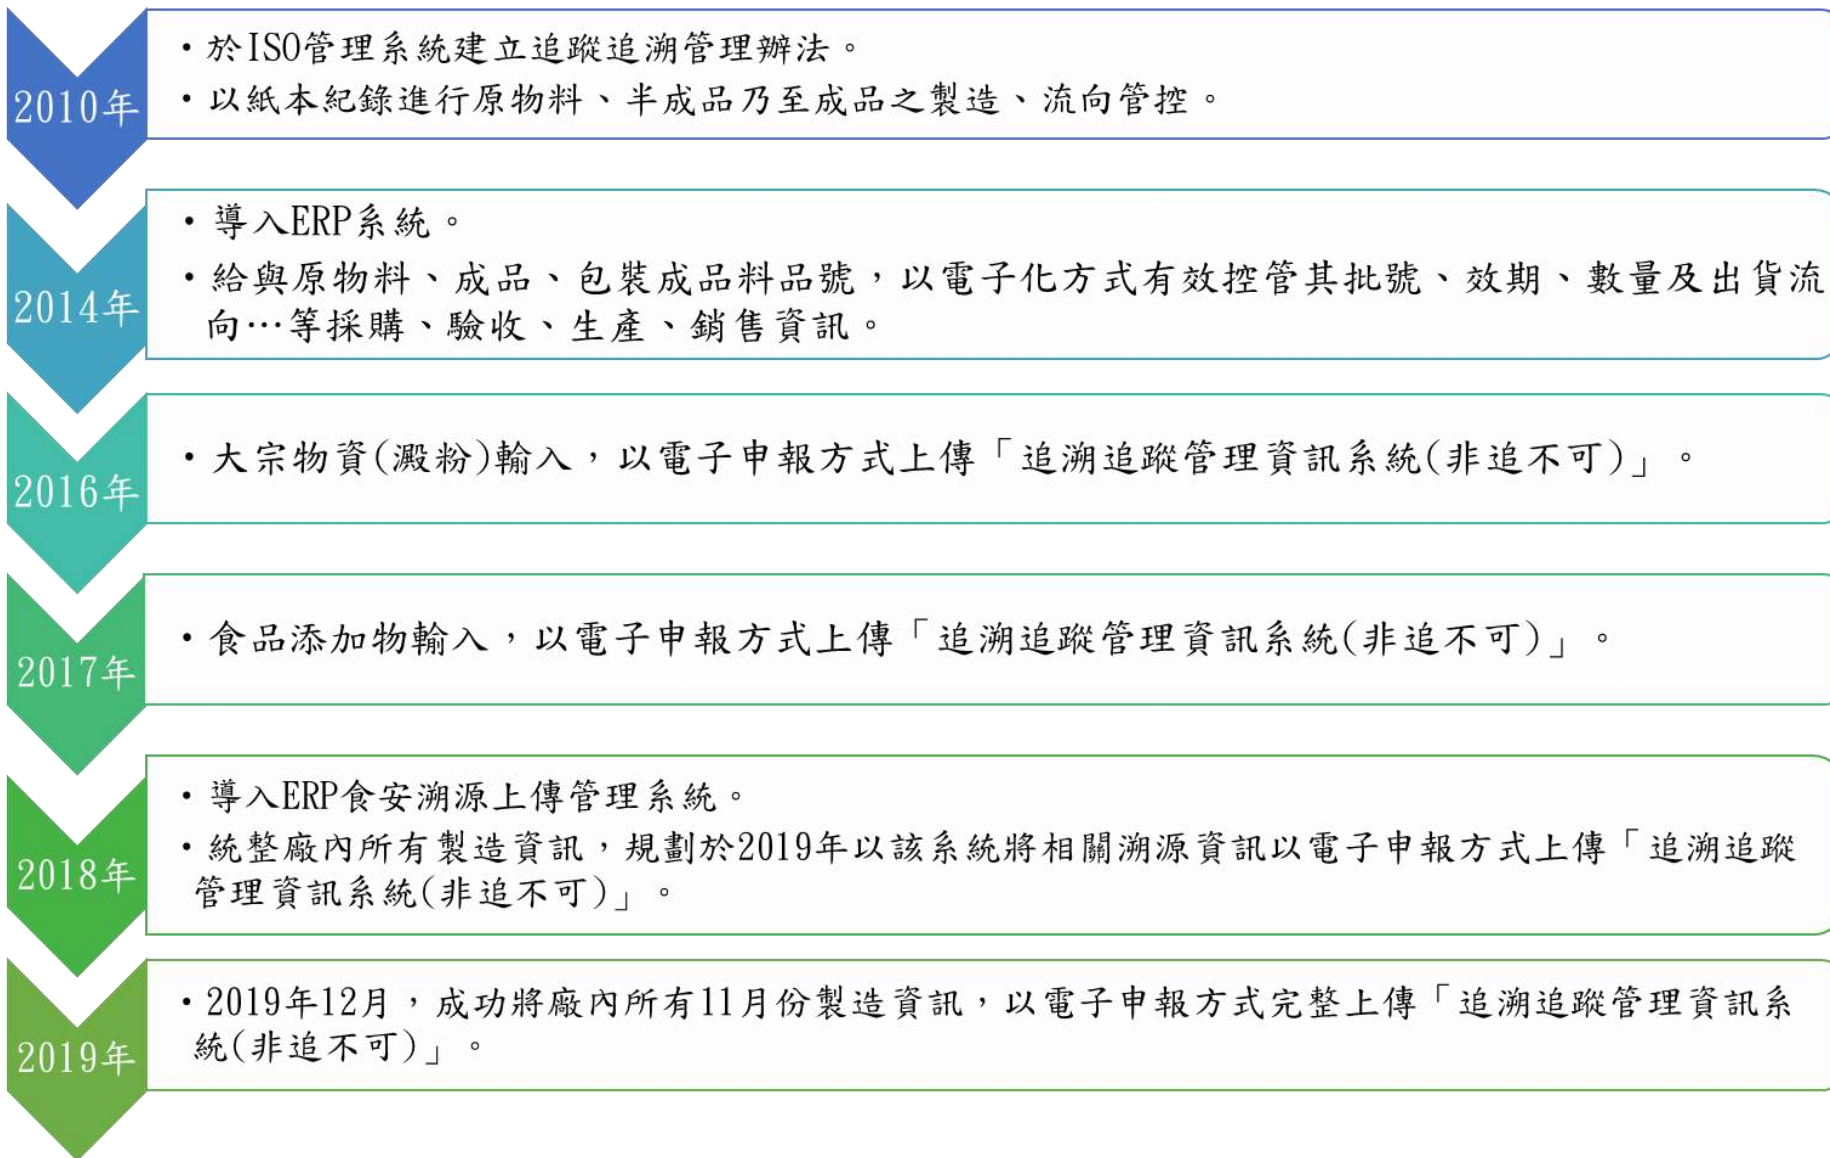 2010年
・於ISO管理系統建立追蹤追溯管理辦法。
・以紙本紀錄進行原物料、半成品乃至成品之製造、流向管控。
2014年
・導入ERP系統。
・給與原物料、成品、包裝成品料品號，以電子化方式有效控管其批號、效期、數量及出貨流
向…等採購、驗收、生產、銷售資訊。
2016年
・大宗物資(澱粉)輸入，以電子申報方式上傳「追溯追蹤管理資訊系統(非追不可)」。
2017年
・食品添加物輸入，以電子申報方式上傳「追溯追蹤管理資訊系統(非追不可)」。
2018年
・導入ERP食安溯源上傳管理系統。
・統整廠內所有製造資訊，規劃於2019年以該系統將相關溯源資訊以電子申報方式上傳「追溯追蹤
管理資訊系統(非追不可)」。
2019年
・2019年12月，成功將廠內所有11月份製造資訊，以電子申報方式完整上傳「追溯追蹤管理資訊系
統(非追不可)」。